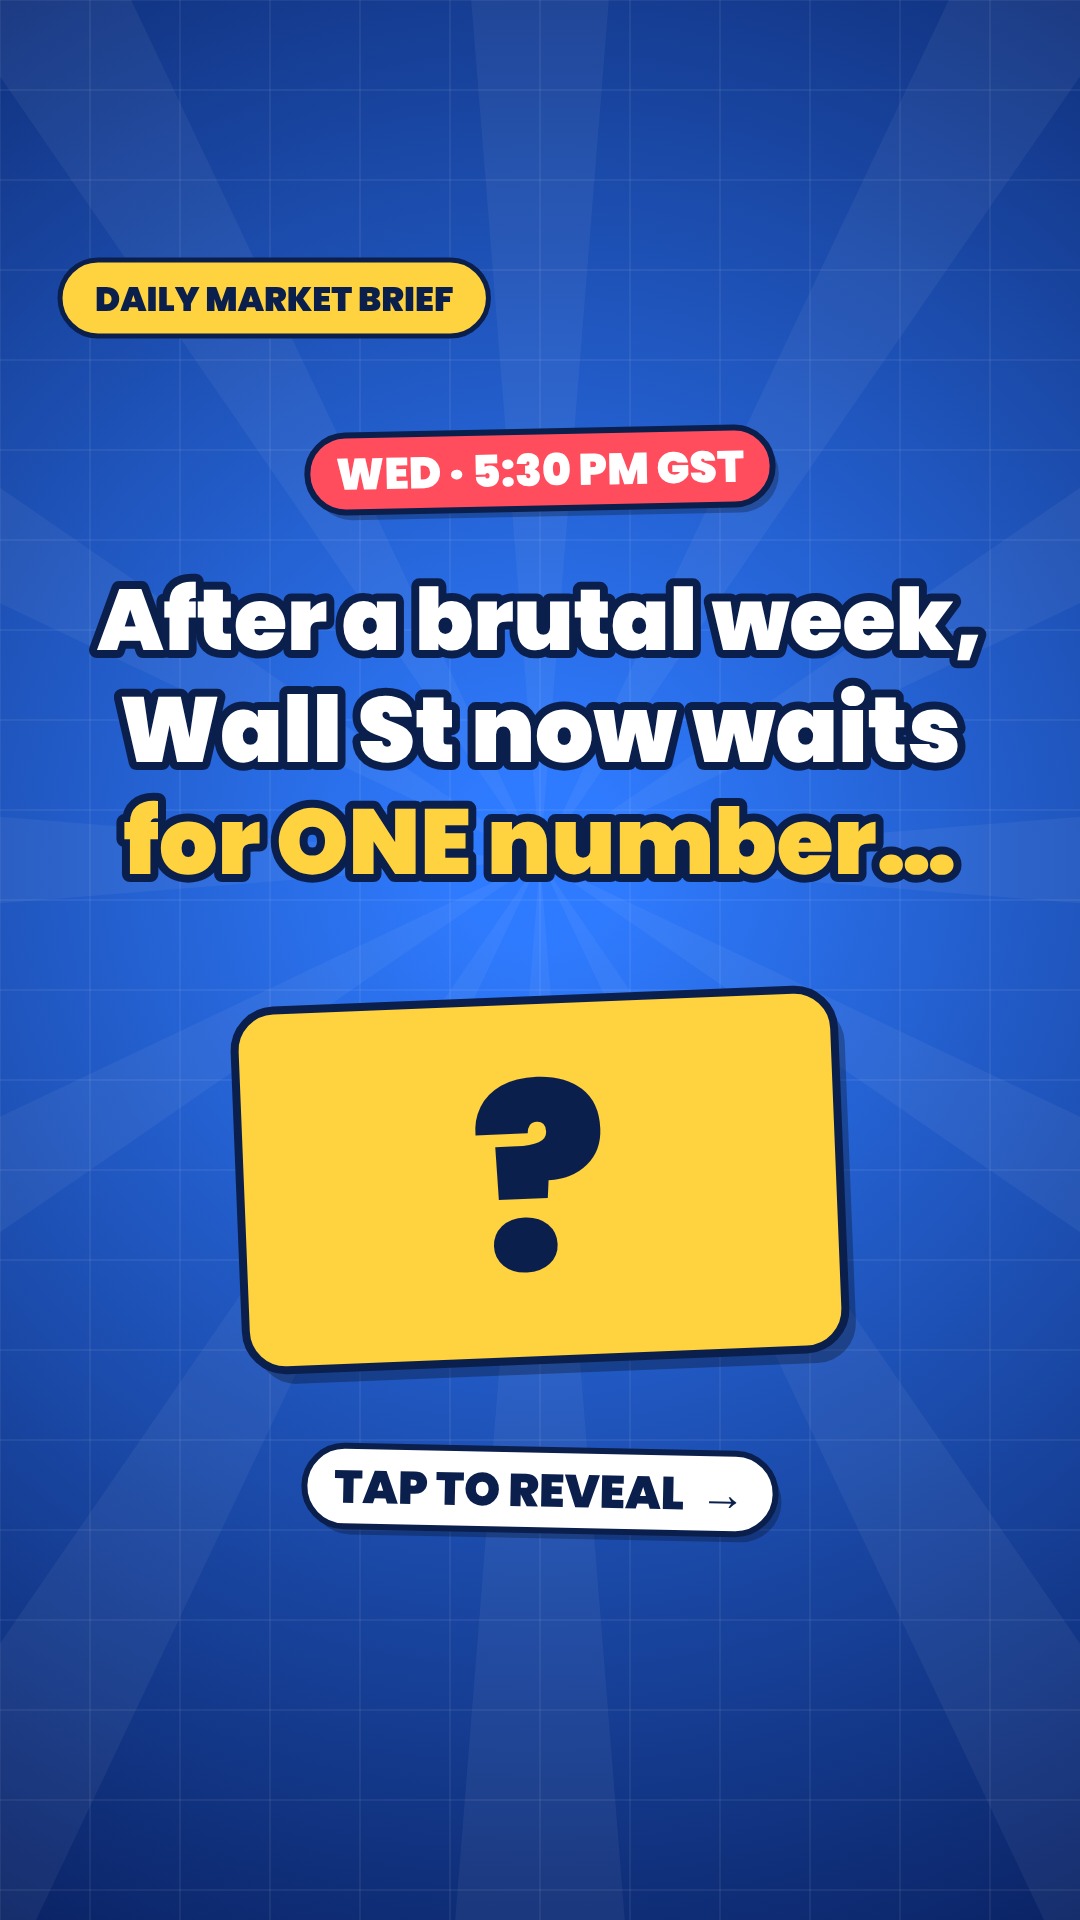 DAILY MARKET BRIEF
WED • 5:30 PM GST
After a brutal week,
Wall St now waits
for ONE number...
?
TAP TO REVEAL →